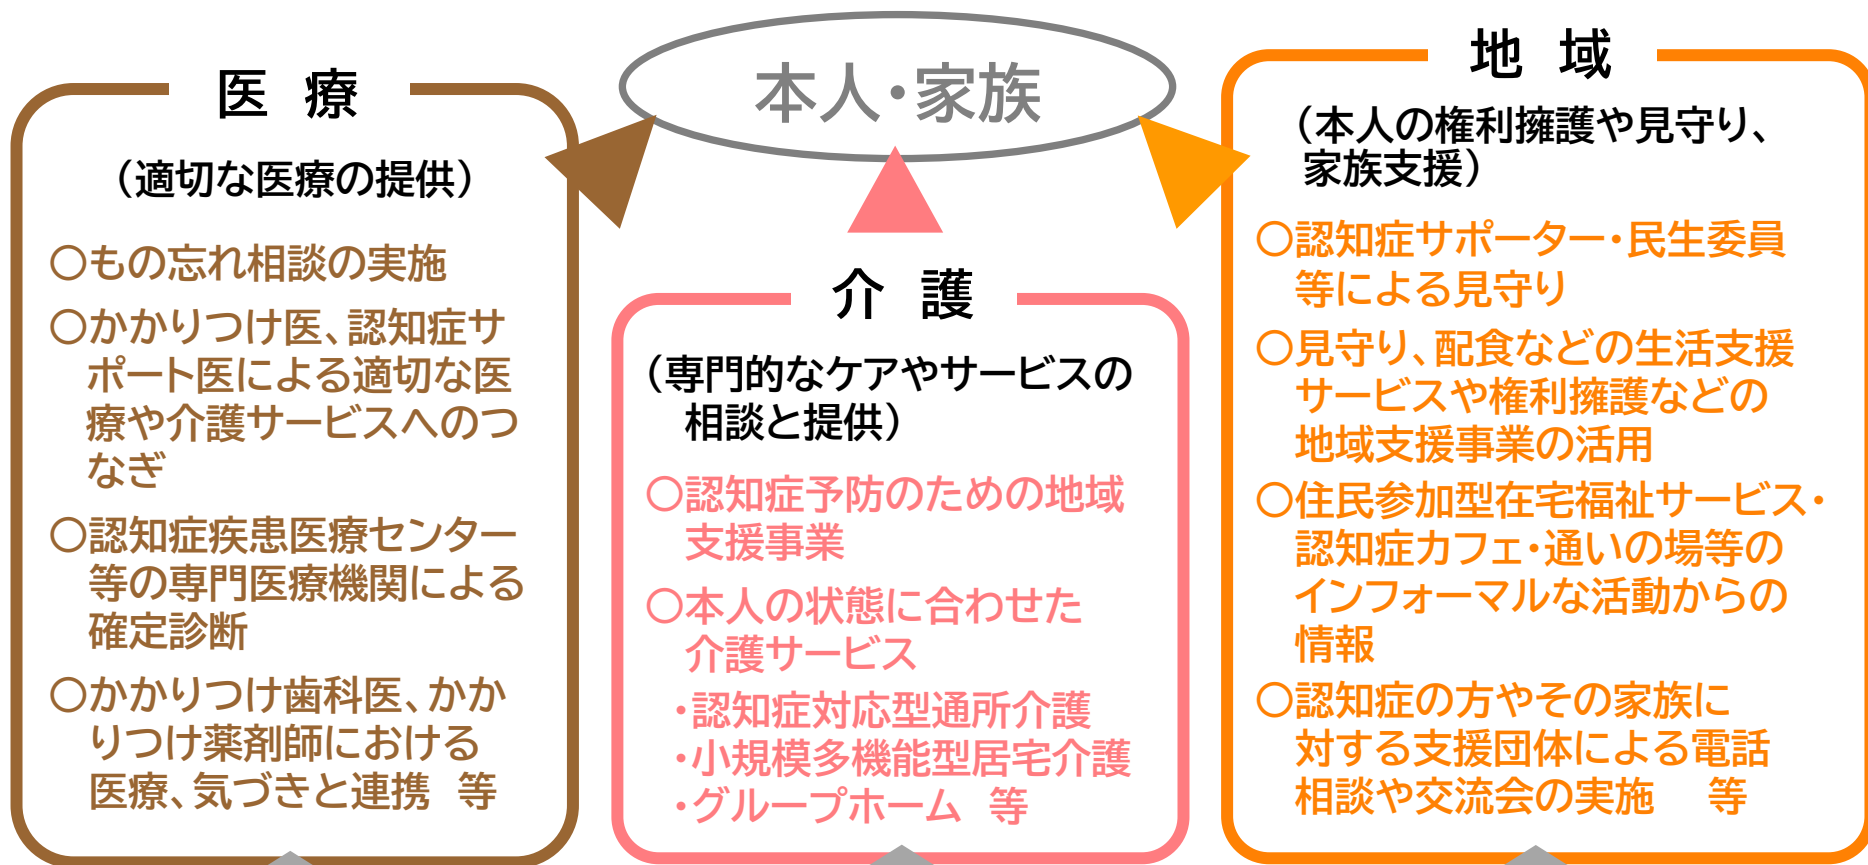 本人・家族
医 療
（適切な医療の提供）
○もの忘れ相談の実施
○かかりつけ医、認知症サ
ポート医による適切な医
療や介護サービスへのつ
なぎ
○認知症疾患医療センター
等の専門医療機関による
確定診断
○かかりつけ歯科医、かか
りつけ薬剤師における
医療、気づきと連携 等
介 護
（専門的なケアやサービスの
相談と提供）
○認知症予防のための地域
支援事業
○本人の状態に合わせた
介護サービス
・認知症対応型通所介護
・小規模多機能型居宅介護
・グループホーム 等
地 域
（本人の権利擁護や見守り、
家族支援）
○認知症サポーター・民生委員
等による見守り
○見守り、配食などの生活支援
サービスや権利擁護などの
地域支援事業の活用
○住民参加型在宅福祉サービス・
認知症カフェ・通いの場等の
インフォーマルな活動からの
情報
○認知症の方やその家族に
対する支援団体による電話
相談や交流会の実施 等